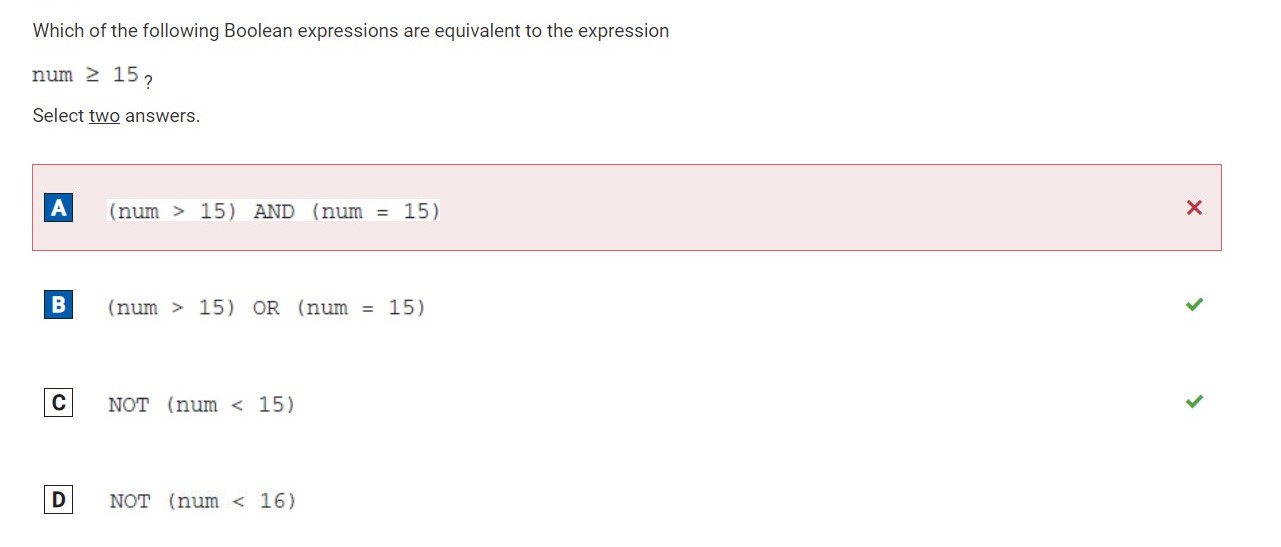 Which of the following Boolean expressions are equivalent to the expression
num ≥ 15 ?
Select two answers.
A (num > 15) AND (num = 15)
B (num > 15) OR (num = 15)
C NOT (num < 15)
D NOT (num < 16)